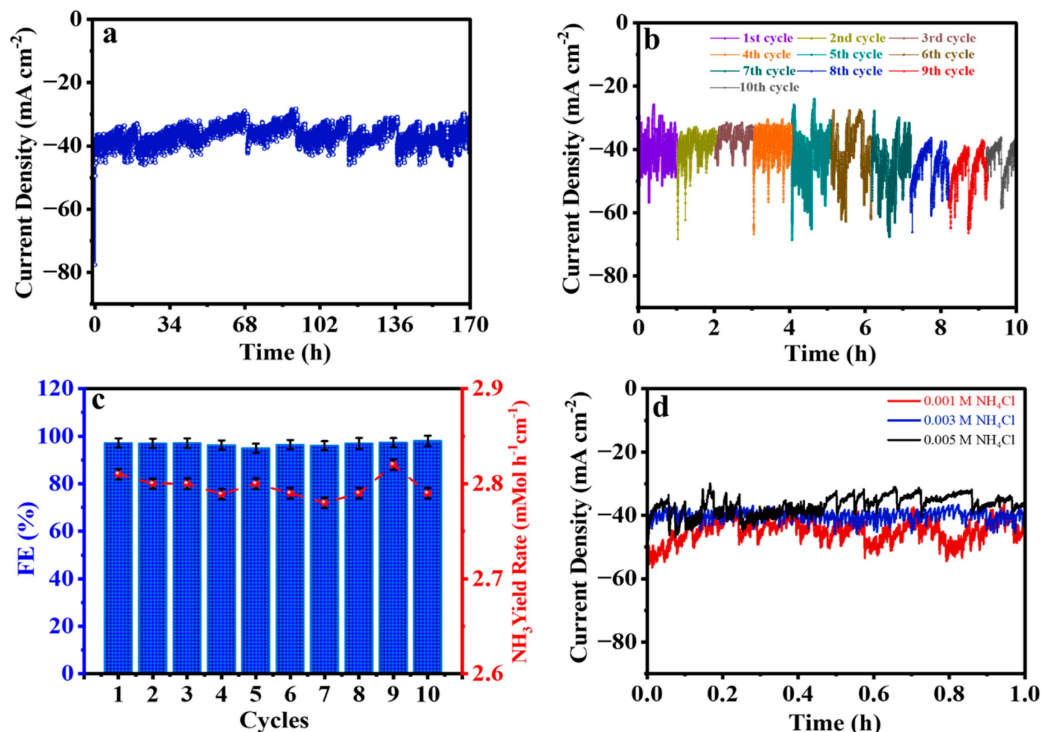 a
Current Density (mA cm⁻²)
0
−20
−40
−60
−80
0 34 68 102 136 170
Time (h)
b
1st cycle 2nd cycle 3rd cycle
4th cycle 5th cycle 6th cycle
7th cycle 8th cycle 9th cycle
10th cycle
Current Density (mA cm⁻²)
−20
−40
−60
−80
0 2 4 6 8 10
Time (h)
c
FE (%)
120
100
80
60
40
20
0
1 2 3 4 5 6 7 8 9 10
Cycles
2.9
2.8
2.7
2.6
NH₃Yield Rate (mMol h⁻¹cm⁻¹)
d
0.001 M NH₄Cl
0.003 M NH₄Cl
0.005 M NH₄Cl
Current Density (mA cm⁻²)
0
−20
−40
−60
−80
0.0 0.2 0.4 0.6 0.8 1.0
Time (h)